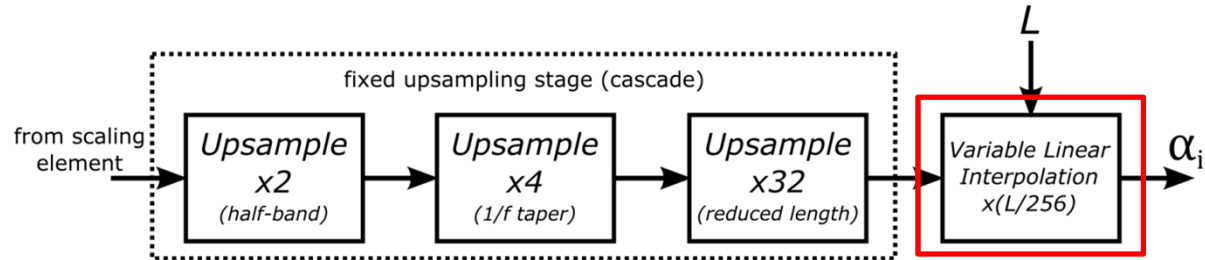 L
fixed upsampling stage (cascade)
from scaling
element
Upsample
x2
(half-band)
Upsample
x4
(1/f taper)
Upsample
x32
(reduced length)
Variable Linear
Interpolation
x(L/256)
αi